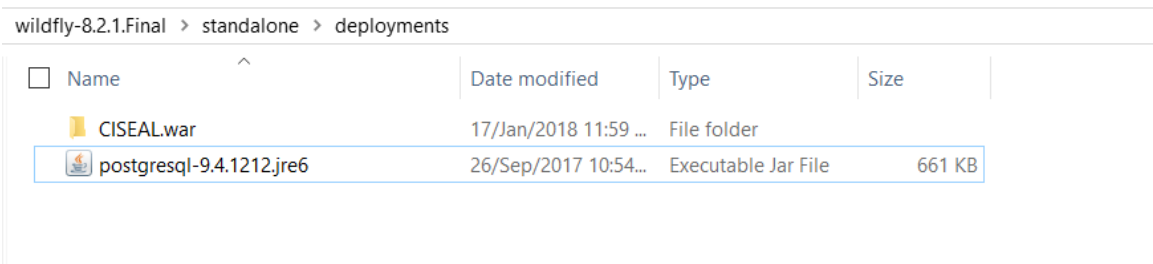 wildfly-8.2.1.Final > standalone > deployments
Name Date modified Type Size
CISEAL.war 17/Jan/2018 11:59 ... File folder
postgresql-9.4.1212.jre6 26/Sep/2017 10:54... Executable Jar File 661 KB